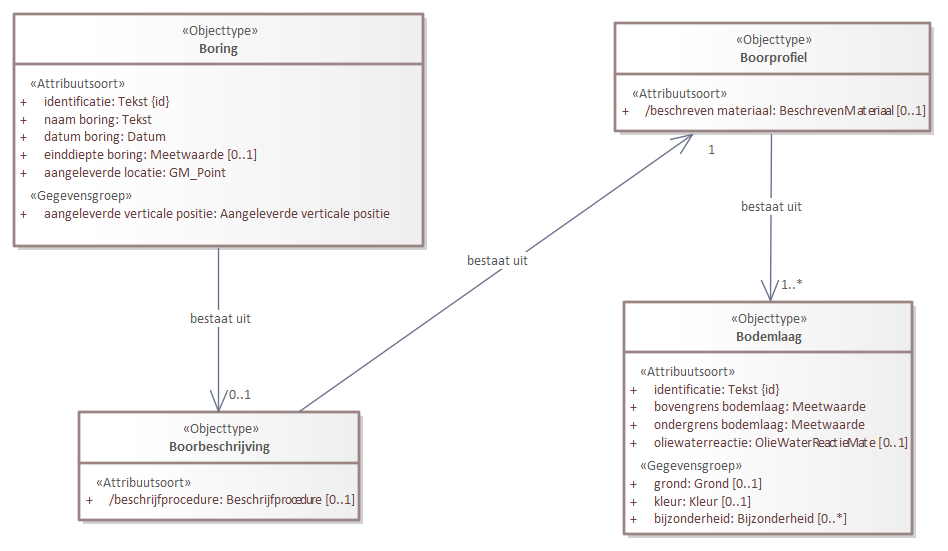 «Objecttype»
Boring
«Attribuutsoort»
+ identificatie: Tekst {id}
+ naam boring: Tekst
+ datum boring: Datum
+ einddiepte boring: Meetwaarde [0..1]
+ aangeleverde locatie: GM_Point
«Gegevensgroep»
+ aangeleverde verticale positie: Aangeleverde verticale positie
«Objecttype»
Boorprofiel
«Attribuutsoort»
+ /beschreven materiaal: BeschrevenMateriaal [0..1]
1
bestaat uit
bestaat uit
bestaat uit
0..1
1..*
«Objecttype»
Boorbeschrijving
«Attribuutsoort»
+ /beschrijfprocedure: Beschrijfprocedure [0..1]
«Objecttype»
Bodemlaag
«Attribuutsoort»
+ identificatie: Tekst {id}
+ bovengrens bodemlaag: Meetwaarde
+ ondergrens bodemlaag: Meetwaarde
+ oliewaterreactie: OlieWaterReactieMate [0..1]
«Gegevensgroep»
+ grond: Grond [0..1]
+ kleur: Kleur [0..1]
+ bijzonderheid: Bijzonderheid [0..*]